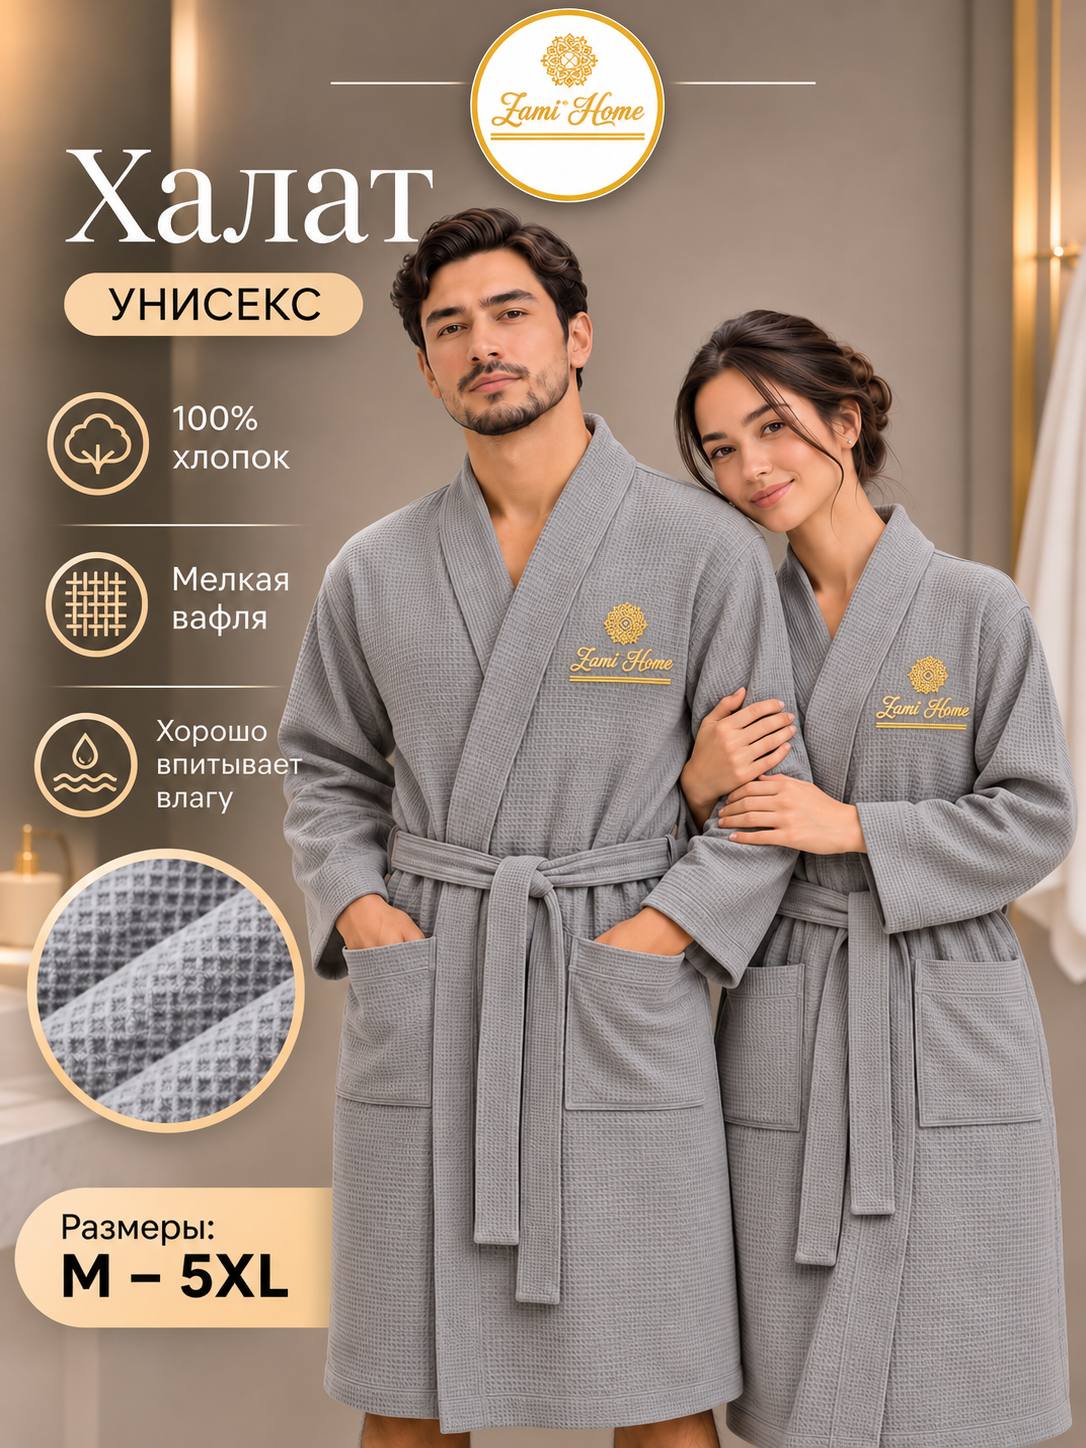 Zami® Home
Халат
УНИСЕКС
100%
хлопок
Мелкая
вафля
Хорошо
впитывает
влагу
Zami Home
Zami Home
Размеры:
M – 5XL